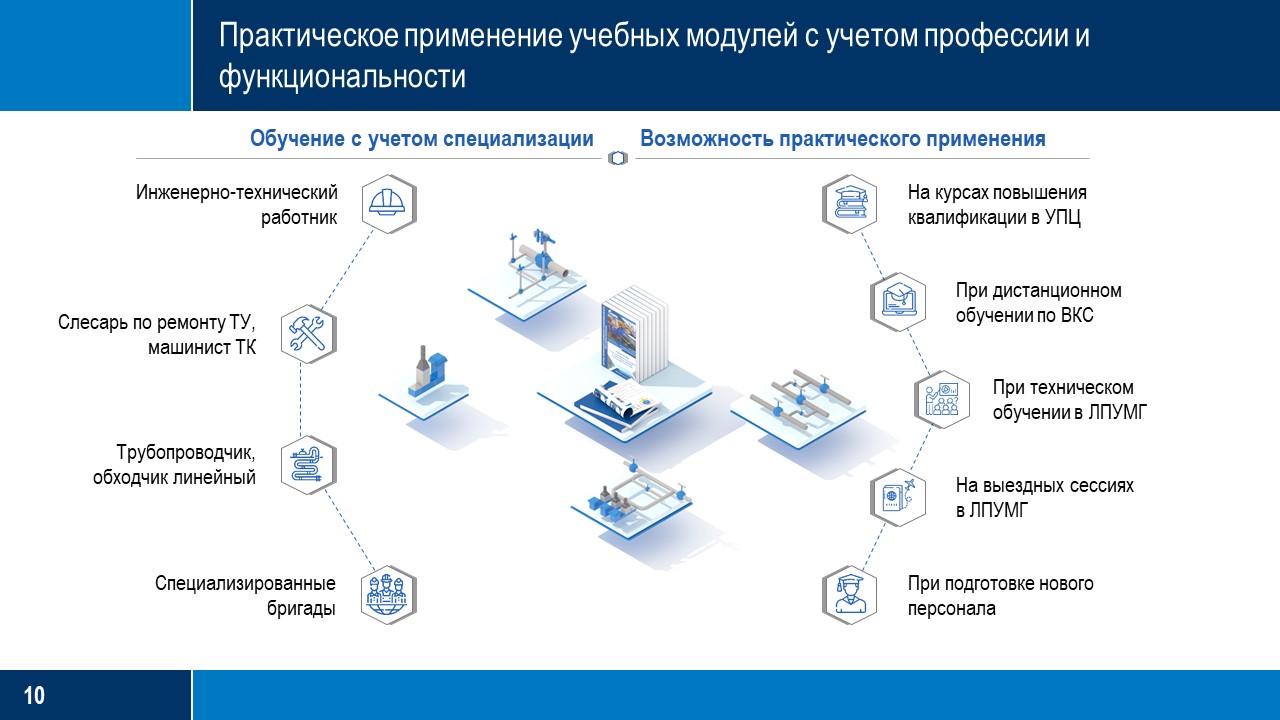 Практическое применение учебных модулей с учетом профессии и
функциональности
Обучение с учетом специализации
Инженерно-технический
работник
Слесарь по ремонту ТУ,
машинист ТК
Трубопроводчик,
обходчик линейный
Специализированные
бригады
Возможность практического применения
На курсах повышения
квалификации в УПЦ
При дистанционном
обучении по ВКС
При техническом
обучении в ЛПУМГ
На выездных сессиях
в ЛПУМГ
При подготовке нового
персонала
10